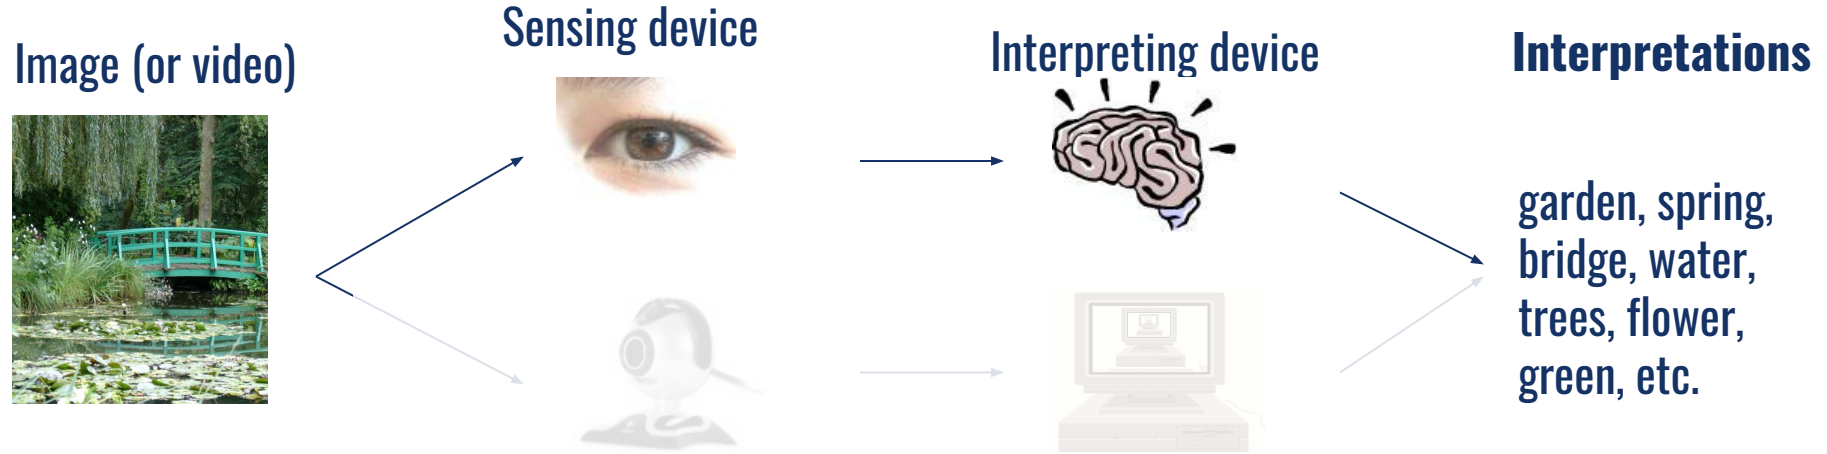 Image (or video)
Sensing device
Interpreting device
Interpretations
garden, spring,
bridge, water,
trees, flower,
green, etc.